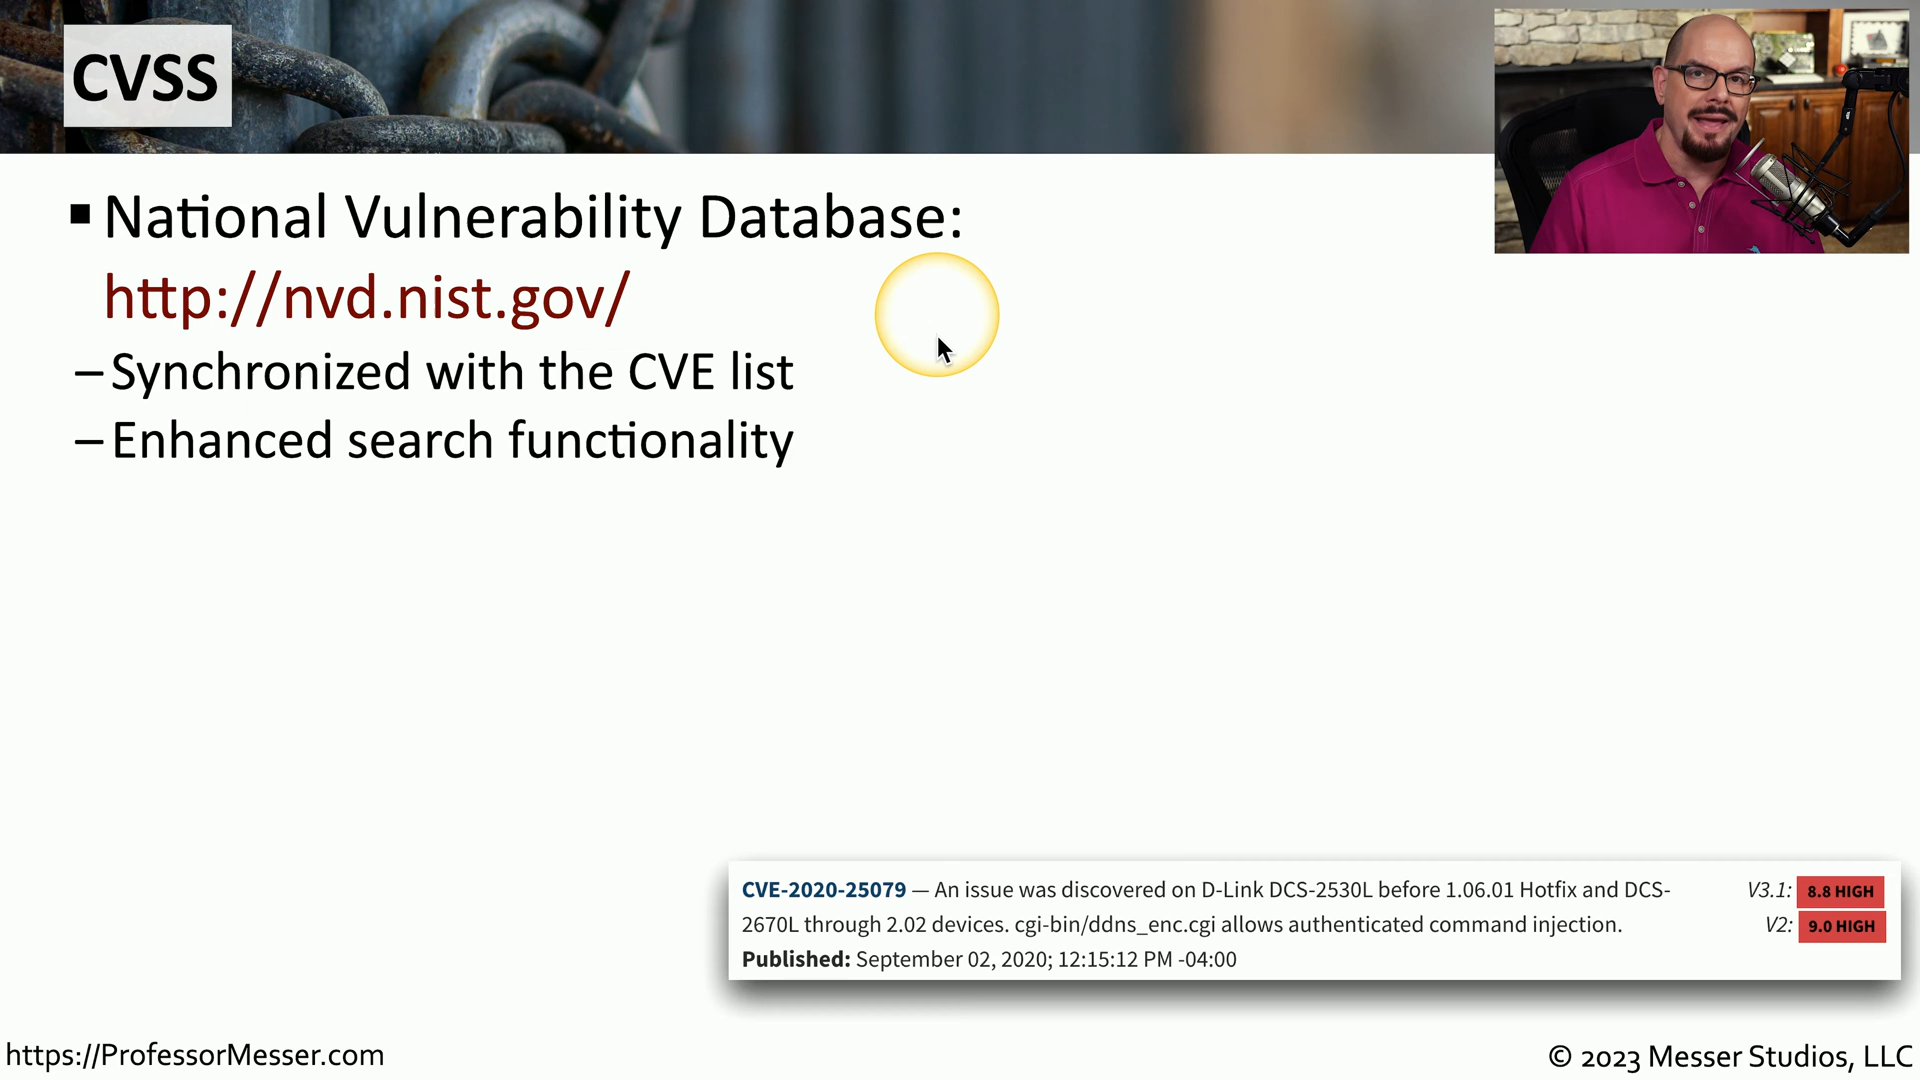 CVSS
▪ National Vulnerability Database:
http://nvd.nist.gov/
– Synchronized with the CVE list
– Enhanced search functionality
CVE-2020-25079 — An issue was discovered on D-Link DCS-2530L before 1.06.01 Hotfix and DCS-
2670L through 2.02 devices. cgi-bin/ddns_enc.cgi allows authenticated command injection.
Published: September 02, 2020; 12:15:12 PM -04:00
V3.1: 8.8 HIGH
V2: 9.0 HIGH
https://ProfessorMesser.com
© 2023 Messer Studios, LLC